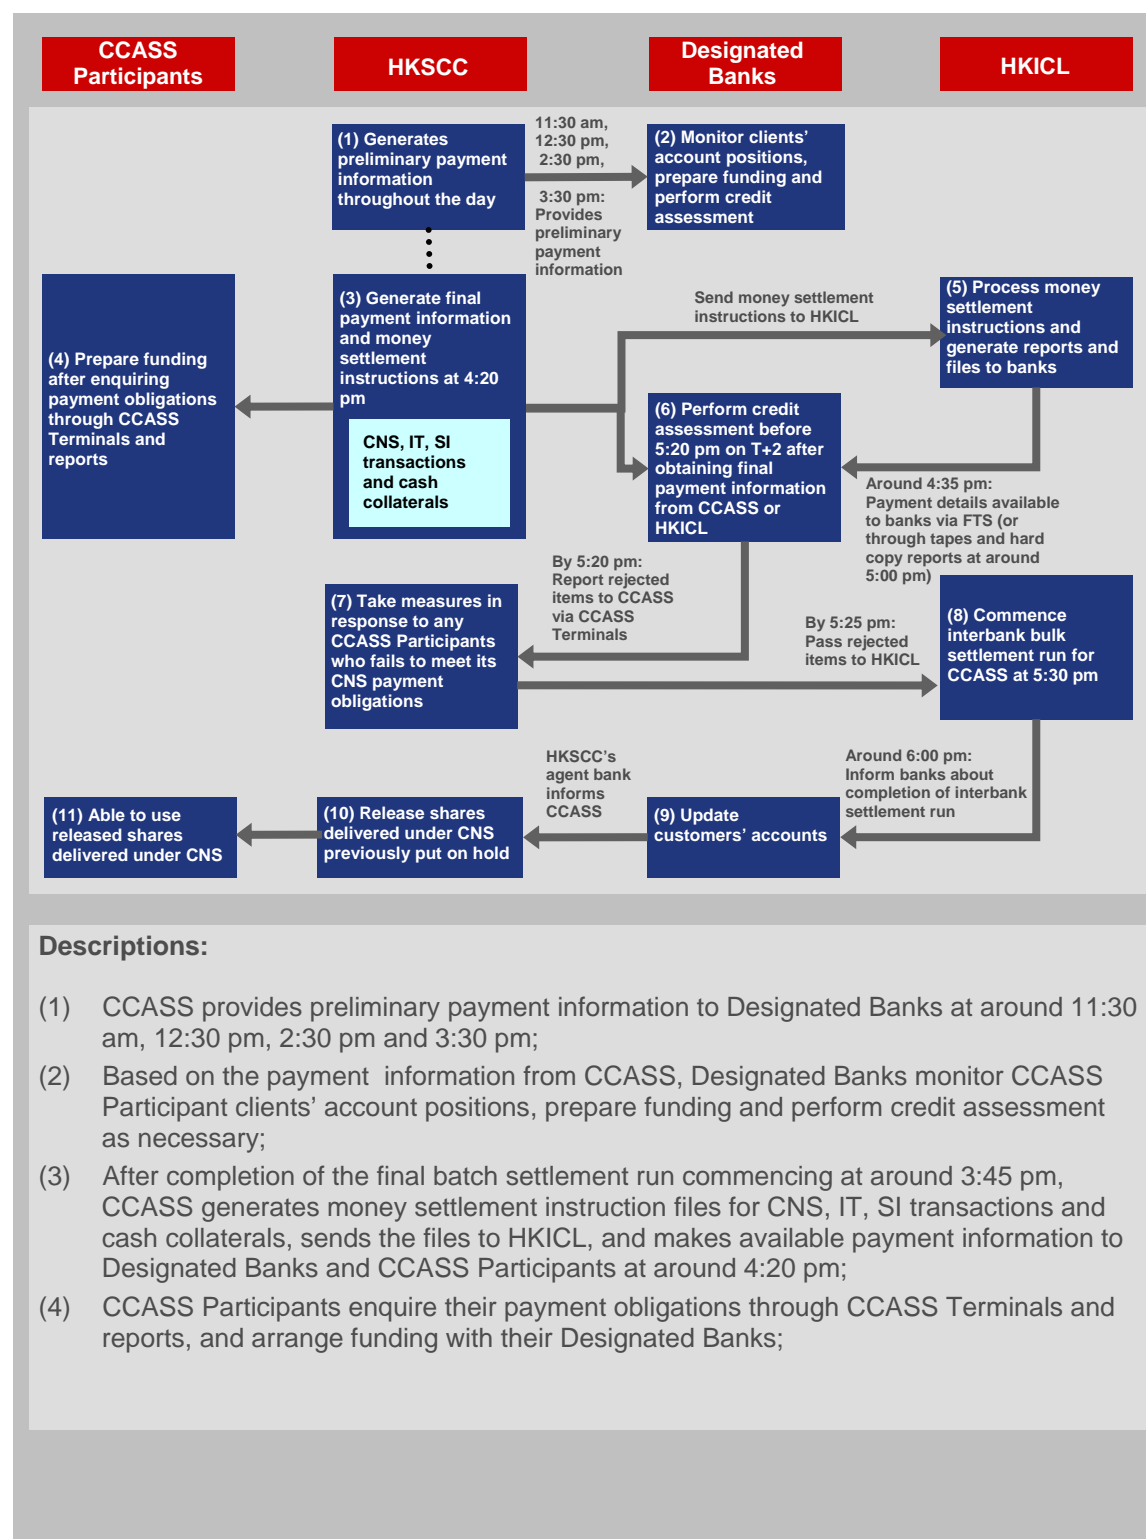 CCASS
Participants
HKSCC
Designated
Banks
HKICL
(1) Generates
preliminary payment
information
throughout the day
11:30 am,
12:30 pm,
2:30 pm,
3:30 pm:
Provides
preliminary
payment
information
(2) Monitor clients’
account positions,
prepare funding and
perform credit
assessment
(3) Generate final
payment information
and money
settlement
instructions at 4:20
pm
CNS, IT, SI
transactions
and cash
collaterals
(4) Prepare funding
after enquiring
payment obligations
through CCASS
Terminals and
reports
Send money settlement
instructions to HKICL
(5) Process money
settlement
instructions and
generate reports and
files to banks
(6) Perform credit
assessment before
5:20 pm on T+2 after
obtaining final
payment information
from CCASS or
HKICL
Around 4:35 pm:
Payment details available
to banks via FTS (or
through tapes and hard
copy reports at around
5:00 pm)
By 5:20 pm:
Report rejected
items to CCASS
via CCASS
Terminals
(7) Take measures in
response to any
CCASS Participants
who fails to meet its
CNS payment
obligations
By 5:25 pm:
Pass rejected
items to HKICL
(8) Commence
interbank bulk
settlement run for
CCASS at 5:30 pm
Around 6:00 pm:
Inform banks about
completion of interbank
settlement run
(9) Update
customers’ accounts
HKSCC’s
agent bank
informs
CCASS
(10) Release shares
delivered under CNS
previously put on hold
(11) Able to use
released shares
delivered under CNS
Descriptions:
(1) CCASS provides preliminary payment information to Designated Banks at around 11:30
am, 12:30 pm, 2:30 pm and 3:30 pm;
(2) Based on the payment information from CCASS, Designated Banks monitor CCASS
Participant clients’ account positions, prepare funding and perform credit assessment
as necessary;
(3) After completion of the final batch settlement run commencing at around 3:45 pm,
CCASS generates money settlement instruction files for CNS, IT, SI transactions and
cash collaterals, sends the files to HKICL, and makes available payment information to
Designated Banks and CCASS Participants at around 4:20 pm;
(4) CCASS Participants enquire their payment obligations through CCASS Terminals and
reports, and arrange funding with their Designated Banks;